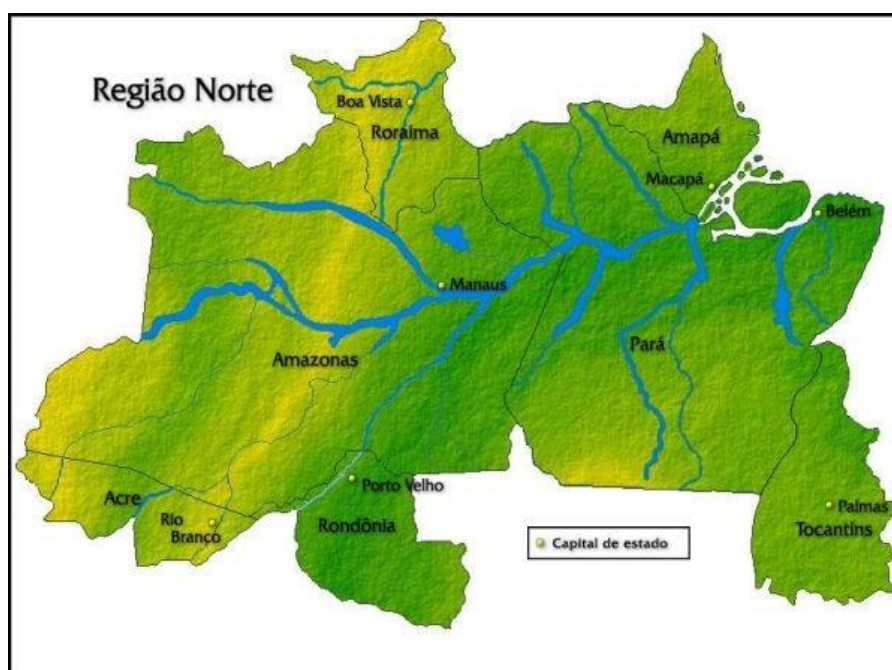 Região Norte
Boa Vista
Roraima
Amapá
Macapá
Belém
Manaus
Amazonas
Pará
Acre
Rio
Branco
Porto Velho
Rondônia
Palmas
Tocantins
Capital de estado